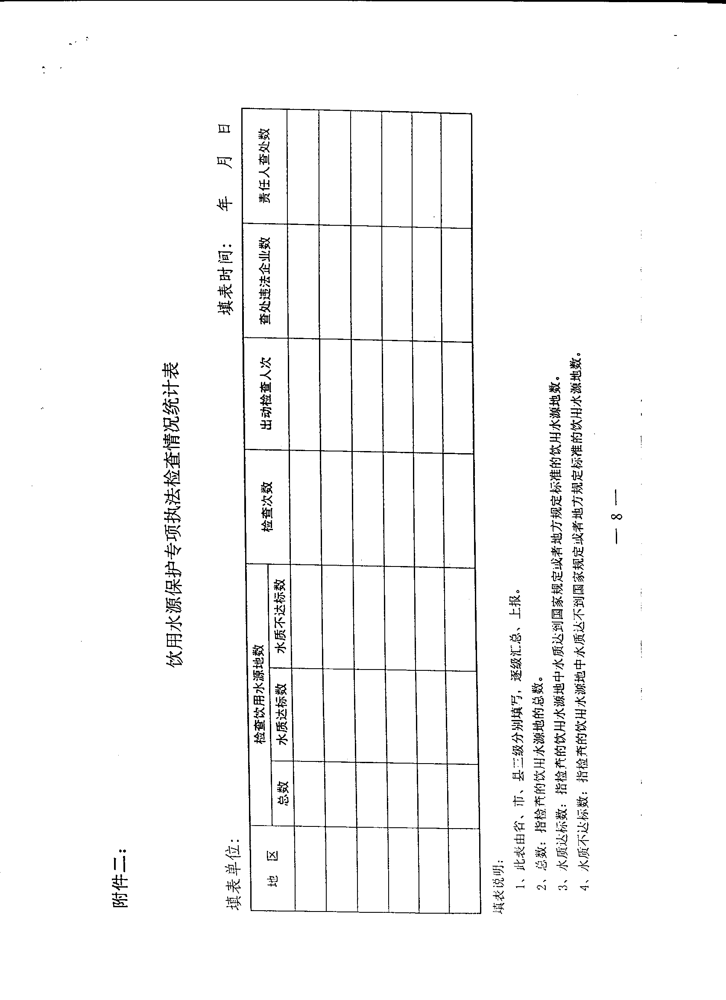 附件二：
饮用水源保护专项执法检查情况统计表
填表单位： 填表时间： 年 月 日
地 区 检查饮用水源地数 检查次数 出动检查人次 查处违法企业数 责任人查处数
总数 水质达标数 水质不达标数
填表说明：
1、此表由省、市、县三级分别填写，逐级汇总、上报。
2、总数：指检查的饮用水源地的总数。
3、水质达标数：指检查的饮用水源地中水质达到国家规定或者地方规定标准的饮用水源地数。
4、水质不达标数：指检查的饮用水源地中水质达不到国家规定或者地方规定标准的饮用水源地数。
— 8 —